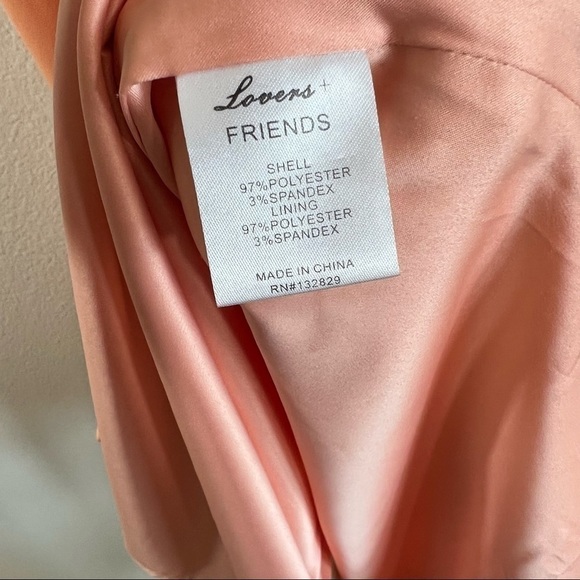 Lovers +
FRIENDS
SHELL
97%POLYESTER
3%SPANDEX
LINING
97%POLYESTER
3%SPANDEX
MADE IN CHINA
RN#132829